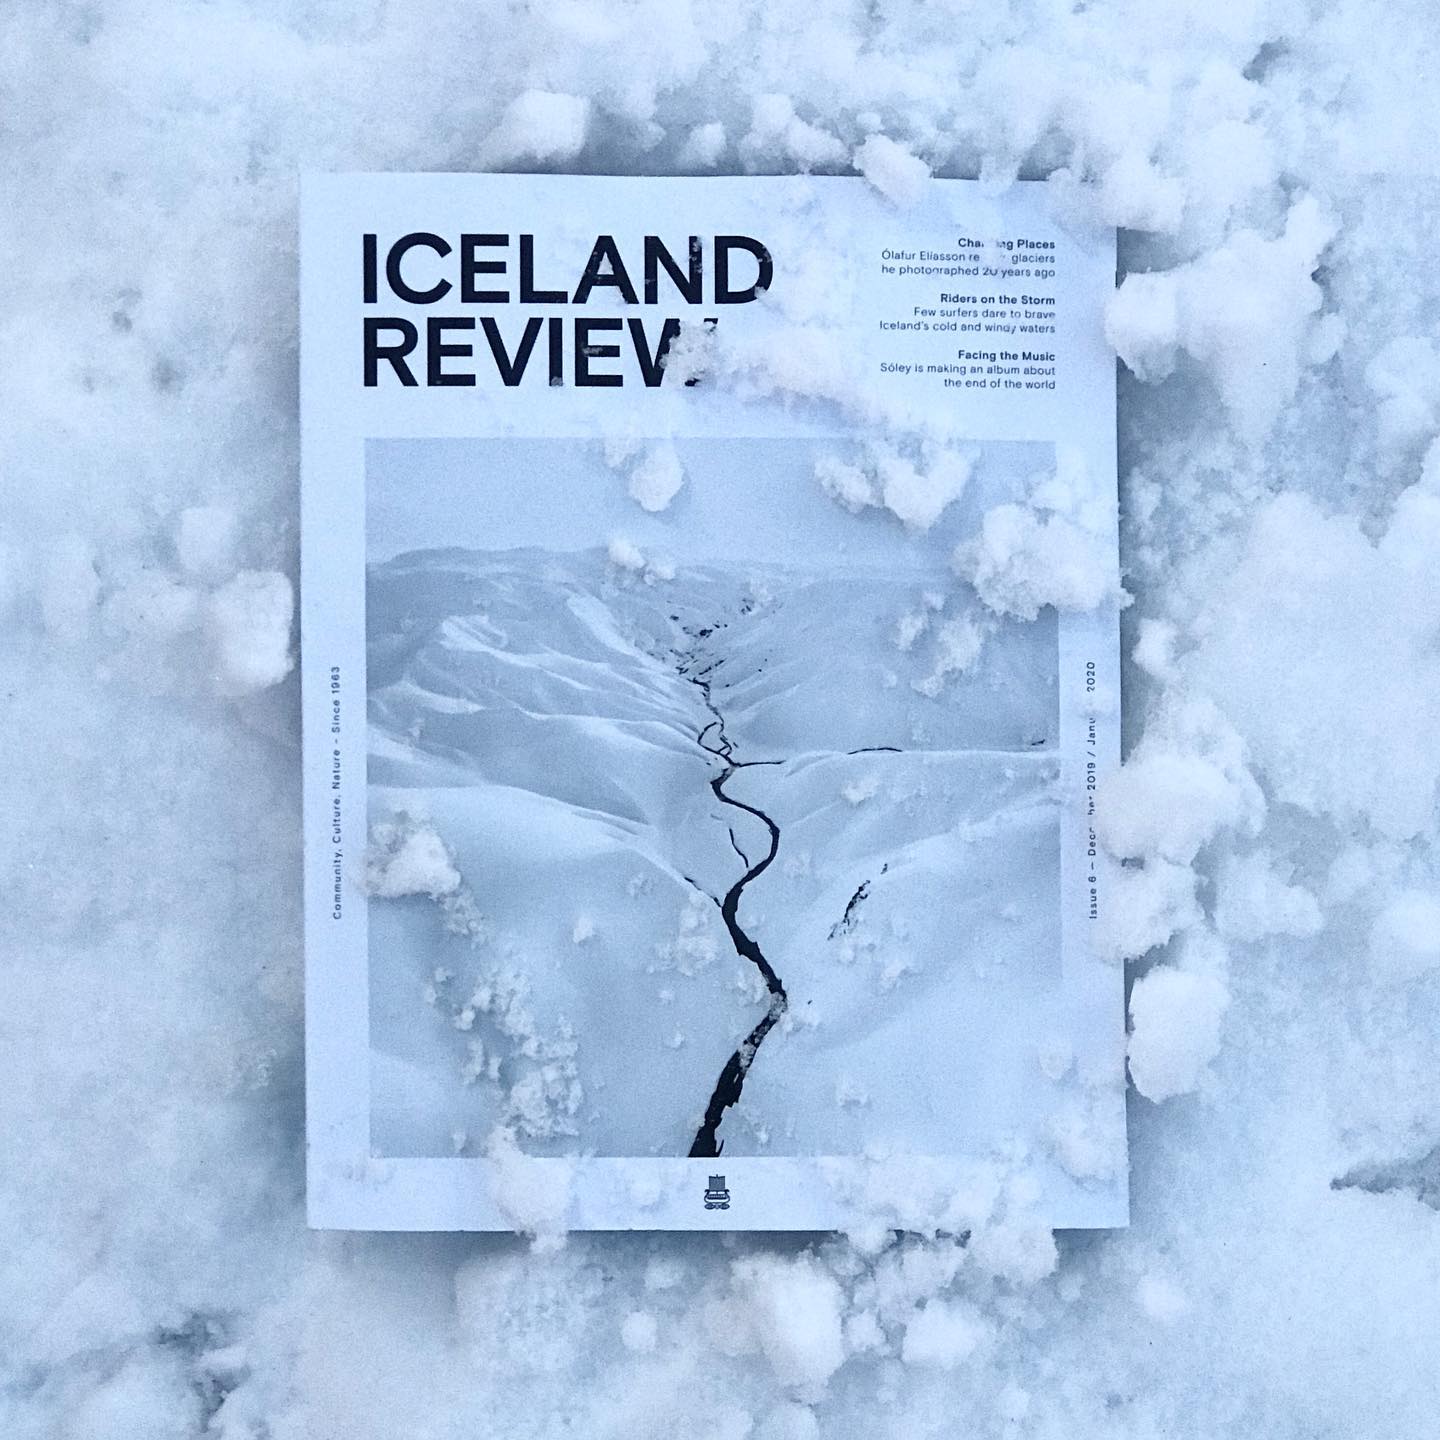 ICELAND
REVIEW
Places
Ólafur Elíasson glaciers
he photographed 20 years ago
Riders on the Storm
Few surfers dare to brave
Iceland's cold and windy waters
Facing the Music
Sóley is making an album about
the end of the world
Community, Culture, Nature - Since 1963
Issue 6 — 2019 / 2020